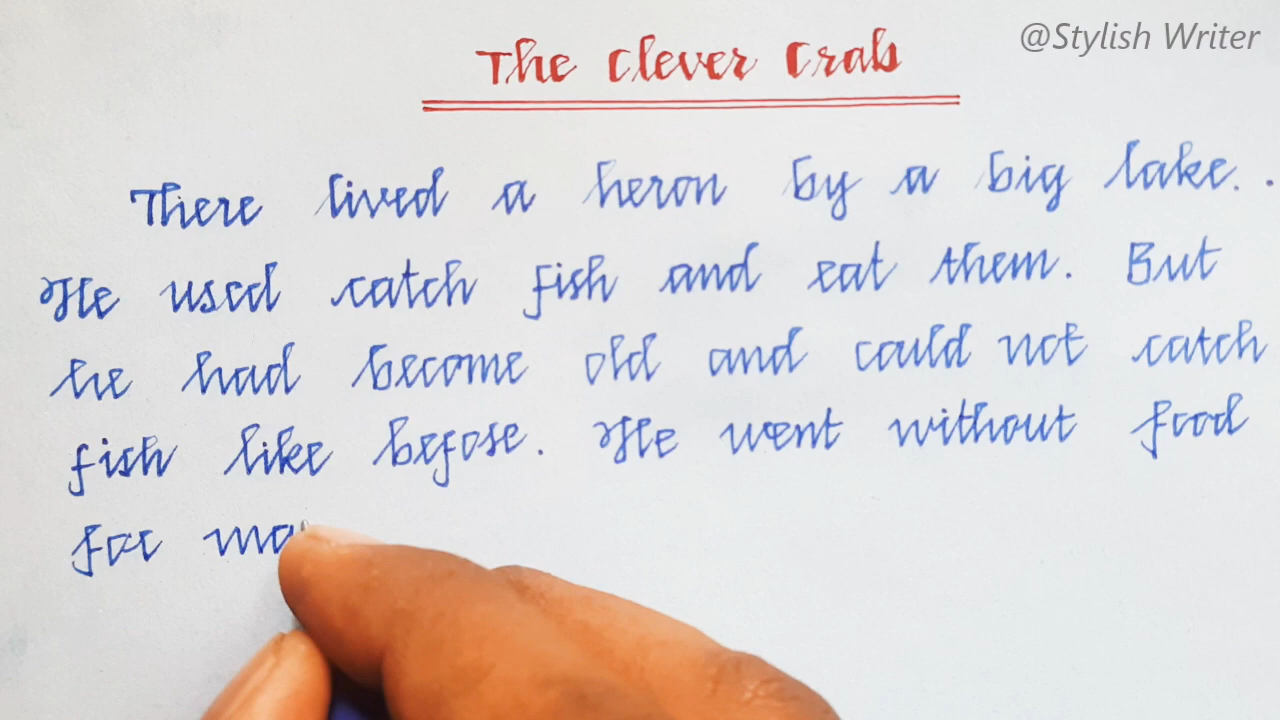 @Stylish Writer
The Clever Crab
There lived a heron by a big lake. .
He used catch fish and eat them. But
he had become old and could not catch
fish like before. He went without food
for ma